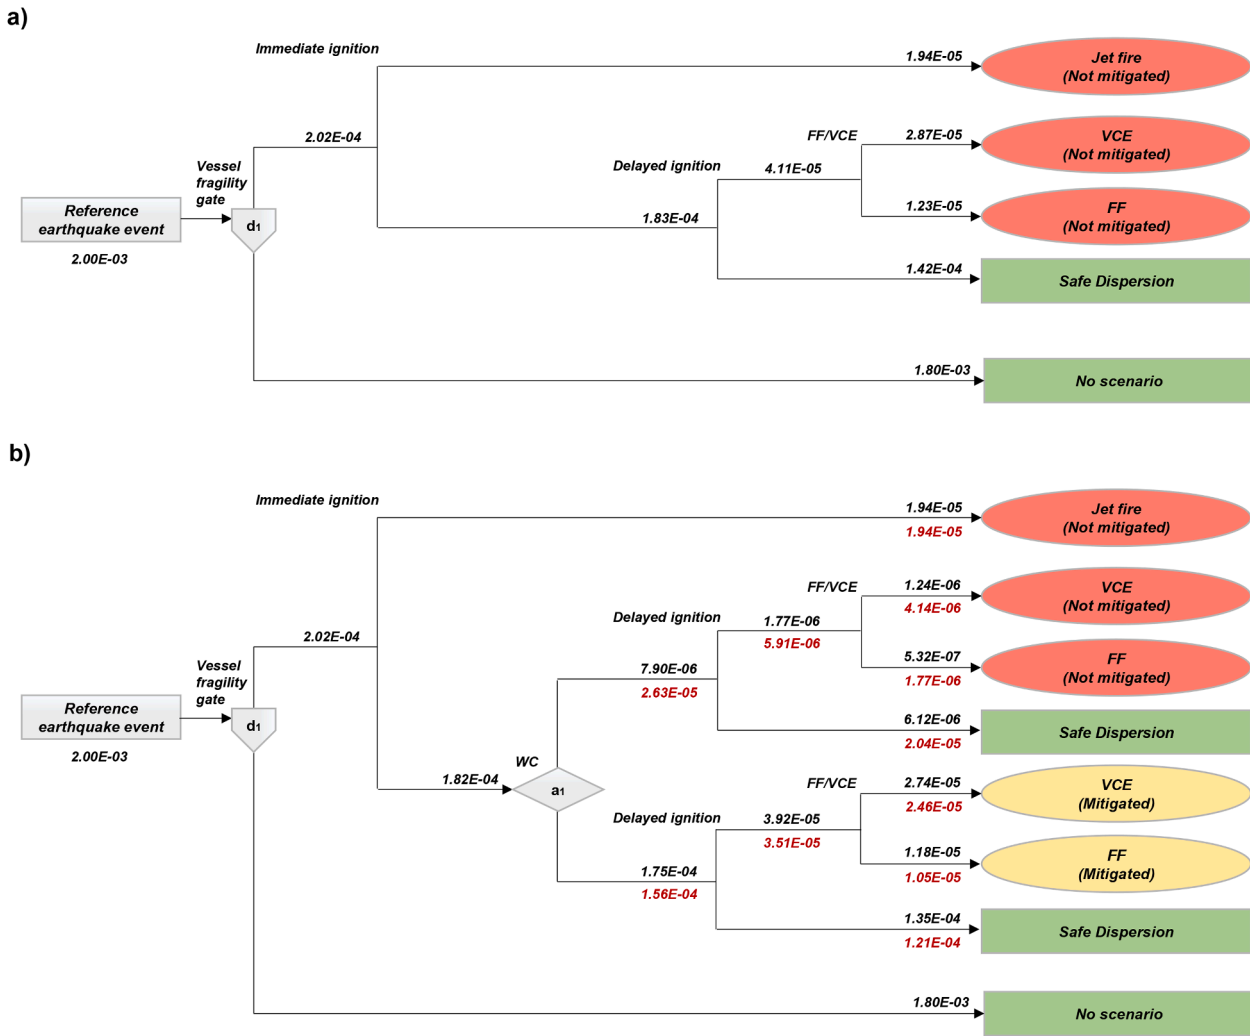 a)
Immediate ignition
1.94E-05
Jet fire
(Not mitigated)
2.02E-04
FF/VCE
2.87E-05
VCE
(Not mitigated)
Vessel
fragility
gate
Delayed ignition
4.11E-05
Reference
earthquake event
d1
1.83E-04
1.23E-05
FF
(Not mitigated)
2.00E-03
1.42E-04
Safe Dispersion
1.80E-03
No scenario
b)
Immediate ignition
1.94E-05
1.94E-05
Jet fire
(Not mitigated)
FF/VCE
1.24E-06
4.14E-06
VCE
(Not mitigated)
2.02E-04
Delayed ignition
1.77E-06
5.91E-06
Vessel
fragility
gate
7.90E-06
2.63E-05
5.32E-07
1.77E-06
FF
(Not mitigated)
Reference
earthquake event
d1
2.00E-03
6.12E-06
2.04E-05
Safe Dispersion
WC
1.82E-04
a1
FF/VCE
2.74E-05
2.46E-05
VCE
(Mitigated)
Delayed ignition
3.92E-05
3.51E-05
1.75E-04
1.56E-04
1.18E-05
1.05E-05
FF
(Mitigated)
1.35E-04
1.21E-04
Safe Dispersion
1.80E-03
No scenario